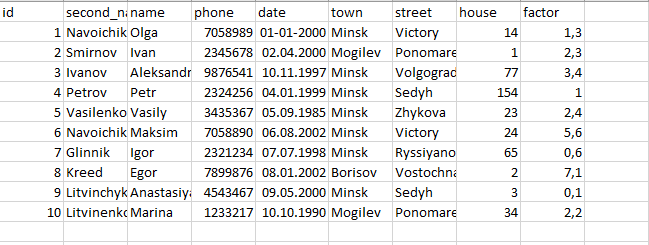 id second_na name phone date town street house factor
1 Navoichik Olga 7058989 01-01-2000 Minsk Victory 14 1,3
2 Smirnov Ivan 2345678 02.04.2000 Mogilev Ponomare 1 2,3
3 Ivanov Aleksandr 9876541 10.11.1997 Minsk Volgograd 77 3,4
4 Petrov Petr 2324256 04.01.1999 Minsk Sedyh 154 1
5 Vasilenko Vasily 3435367 05.09.1985 Minsk Zhykova 23 2,4
6 Navoichik Maksim 7058890 06.08.2002 Minsk Victory 24 5,6
7 Glinnik Igor 2321234 07.07.1998 Minsk Ryssiyano 65 0,6
8 Kreed Egor 7899876 08.01.2002 Borisov Vostochna 2 7,1
9 Litvinchyk Anastasiya 4543467 09.05.2000 Minsk Sedyh 3 0,1
10 Litvinenko Marina 1233217 10.10.1990 Mogilev Ponomare 34 2,2